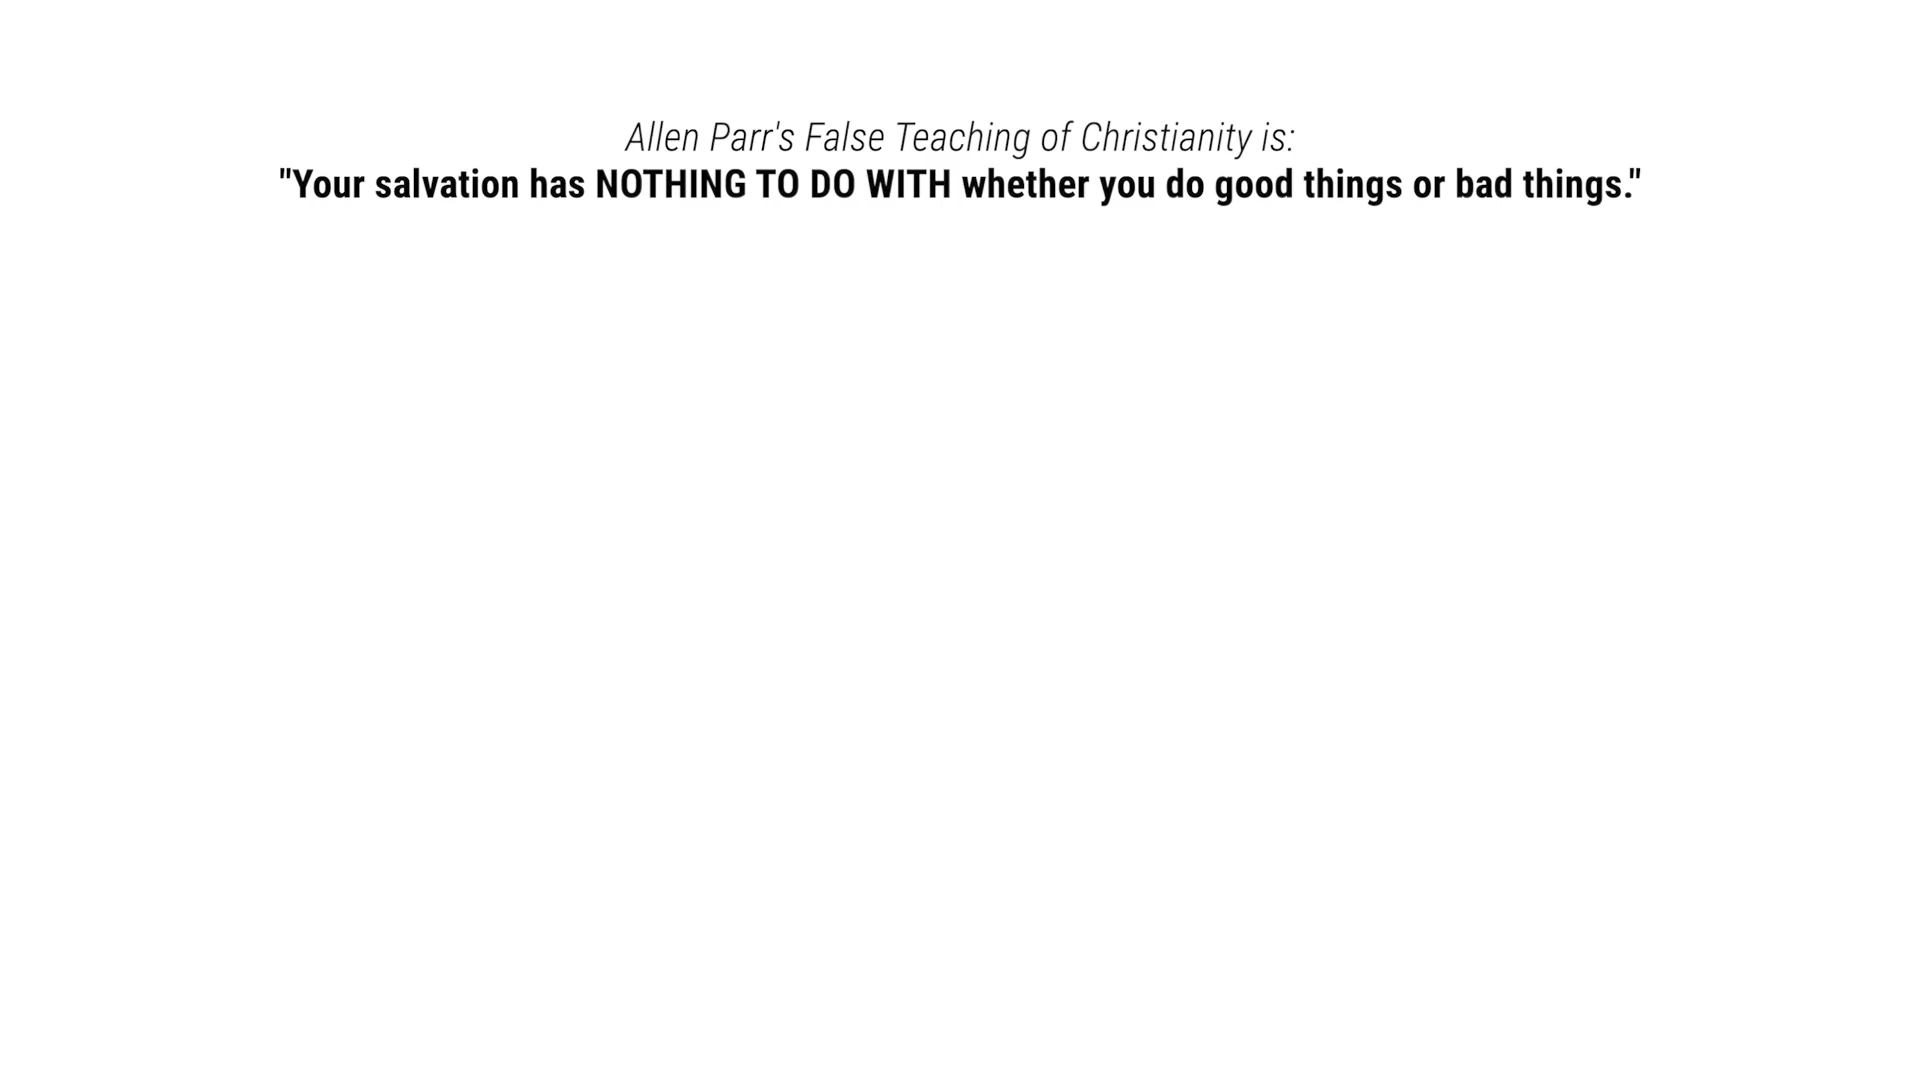 Allen Parr's False Teaching of Christianity is:
"Your salvation has NOTHING TO DO WITH whether you do good things or bad things."